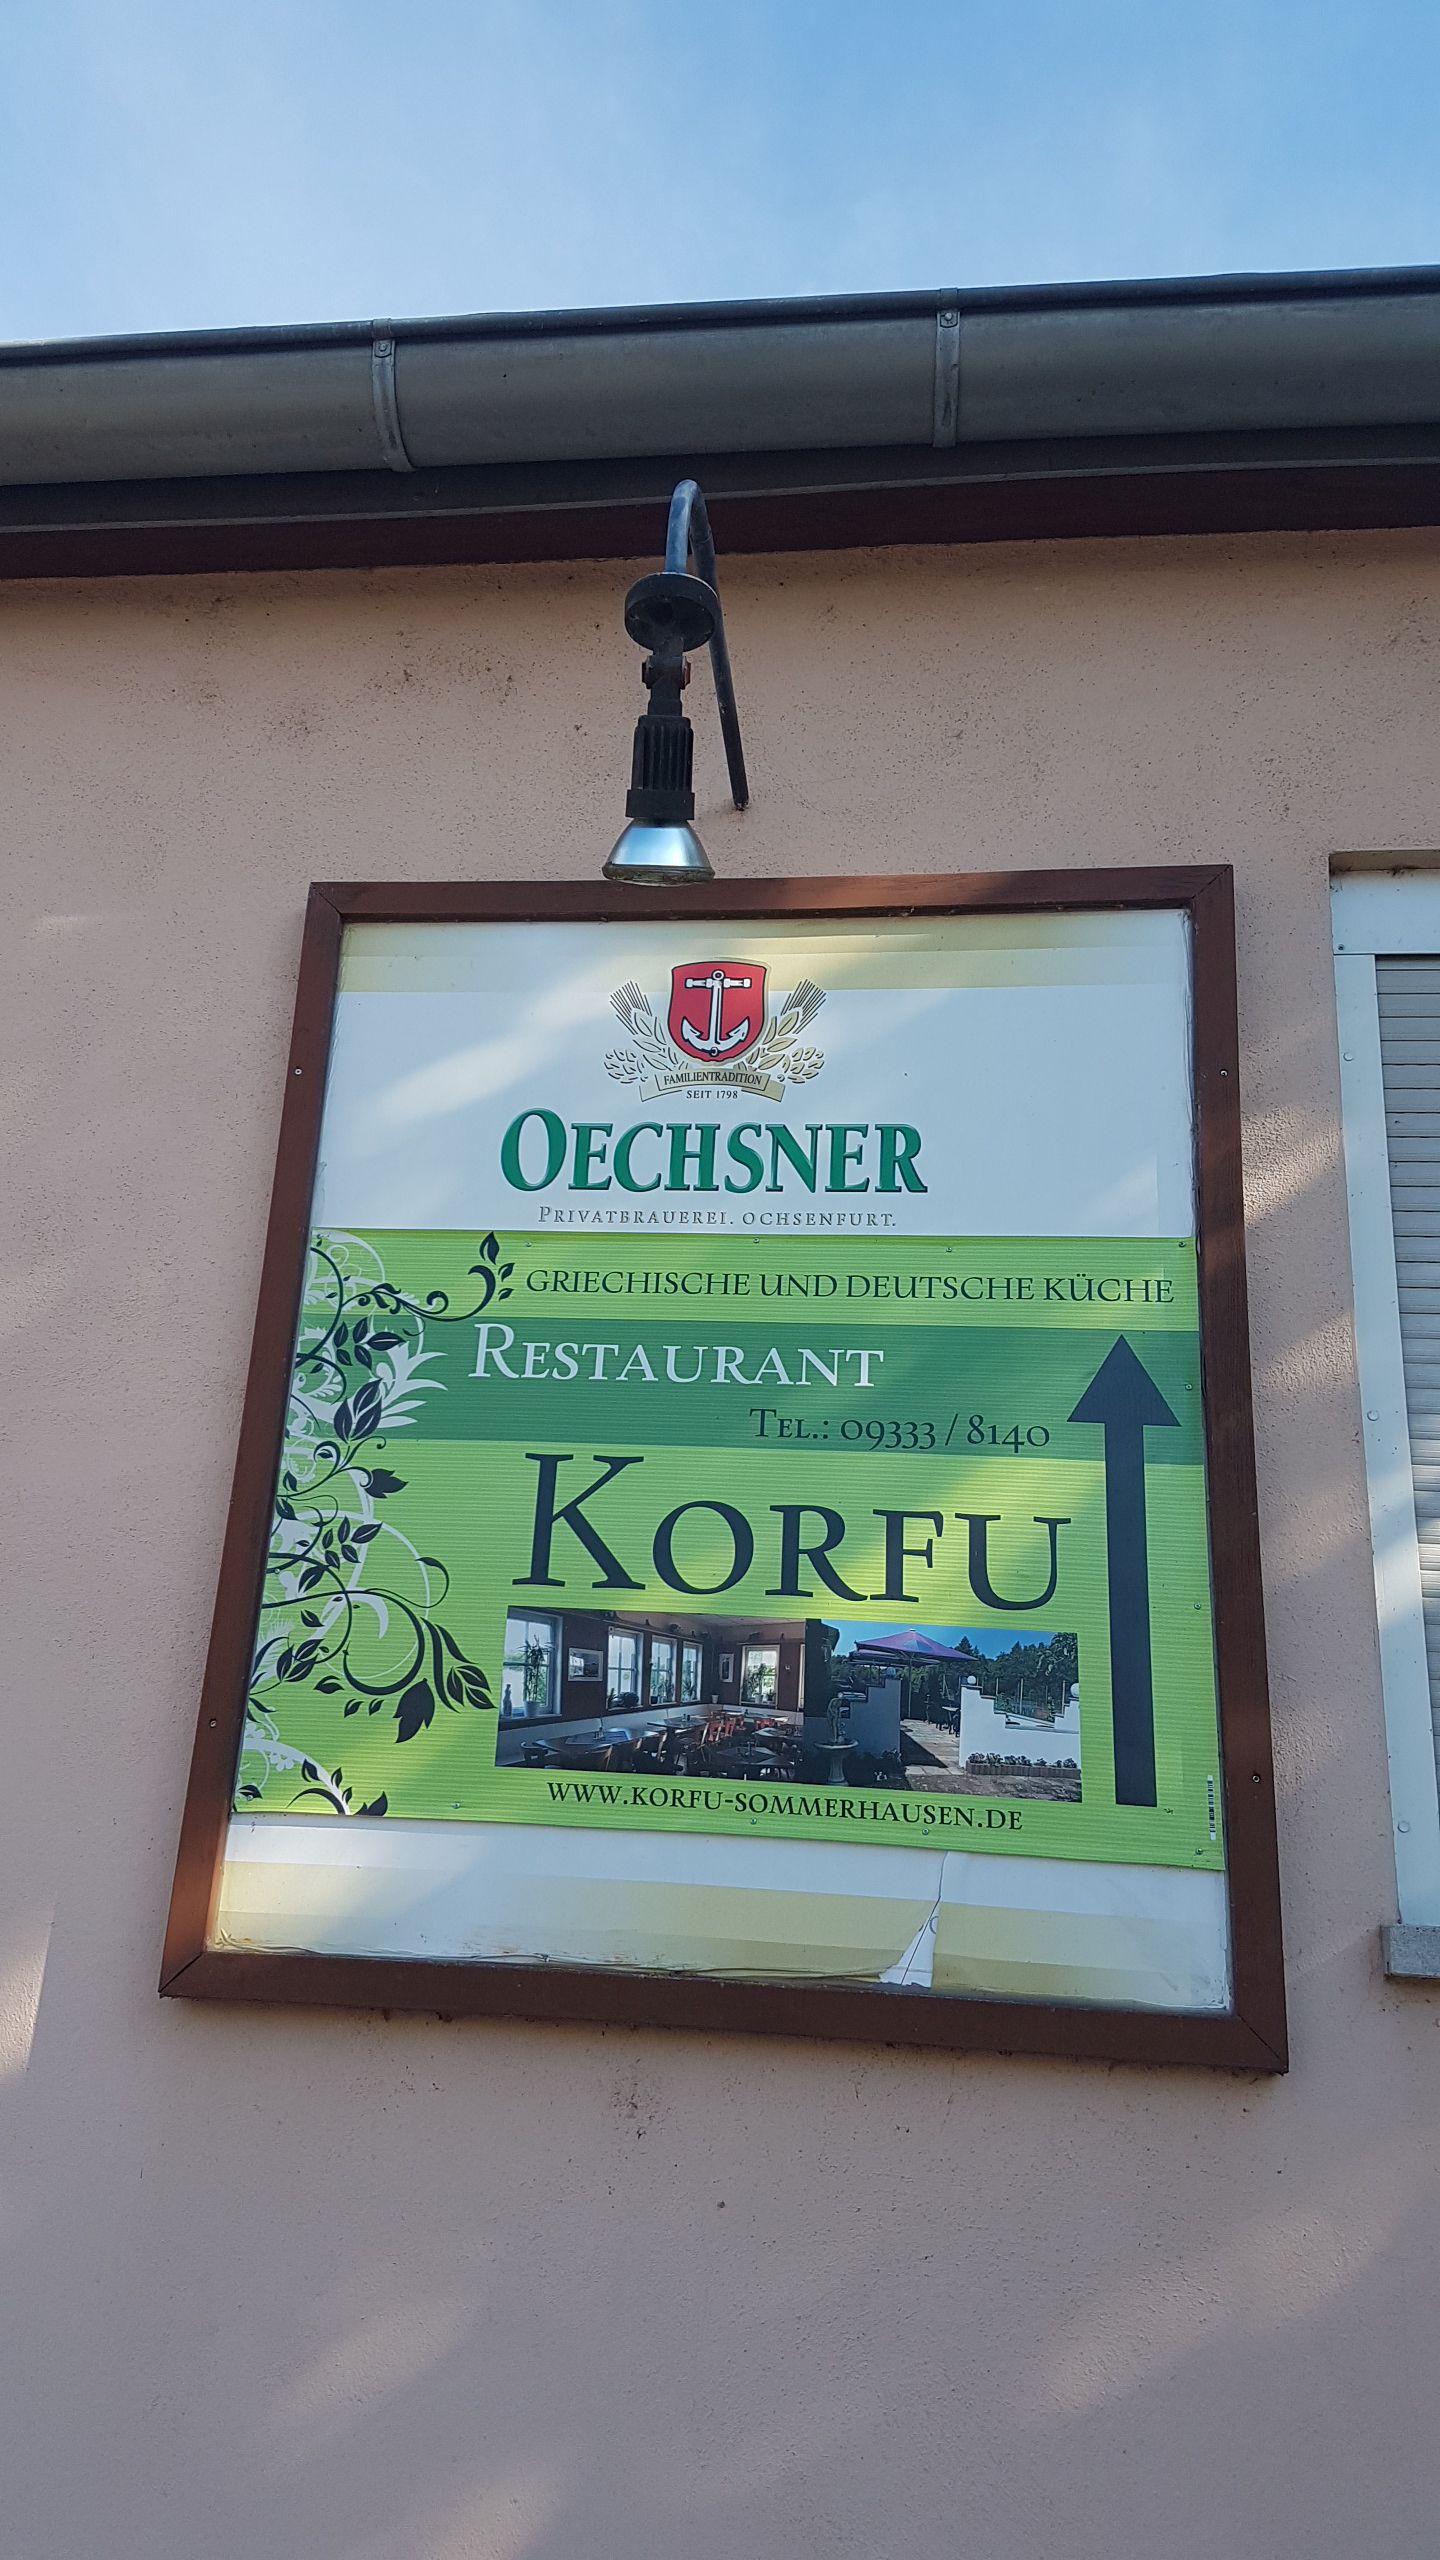 FAMILIENTRADITION
SEIT 1798
OECHSNER
PRIVATBRAUEREI. OCHSENFURT.
GRIECHISCHE UND DEUTSCHE KÜCHE
RESTAURANT
TEL.: 09333 / 8140
KORFU
WWW.KORFU-SOMMERHAUSEN.DE